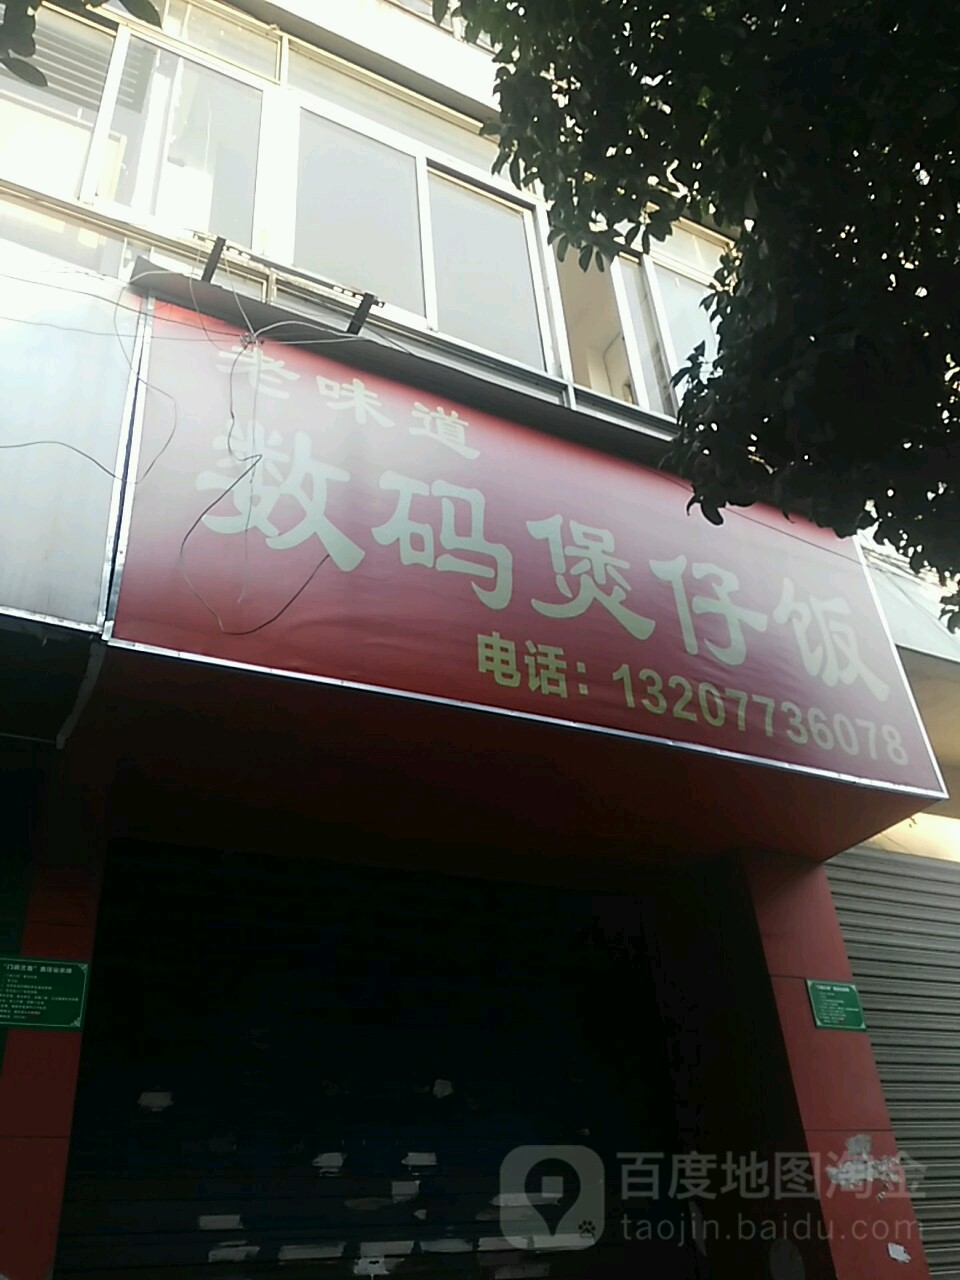 老味道
数码煲仔饭
电话：13207736078
百度地图淘金
taojin.baidu.com